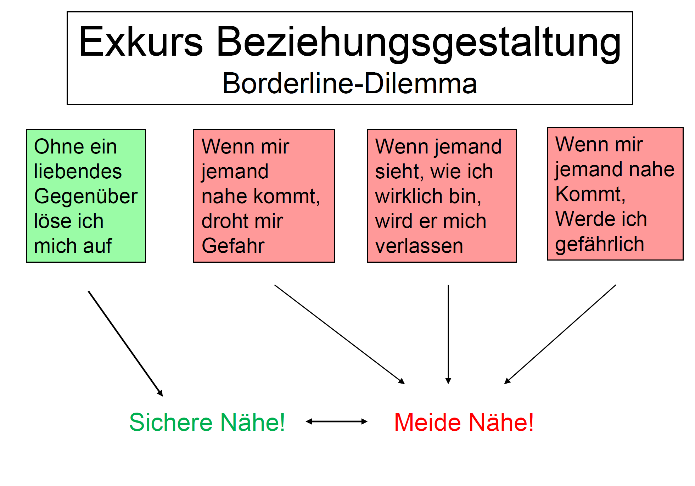 Exkurs Beziehungsgestaltung
Borderline-Dilemma
Ohne ein
liebendes
Gegenüber
löse ich
mich auf
Wenn mir
jemand
nahe kommt,
droht mir
Gefahr
Wenn jemand
sieht, wie ich
wirklich bin,
wird er mich
verlassen
Wenn mir
jemand nahe
Kommt,
Werde ich
gefährlich
Sichere Nähe!
Meide Nähe!